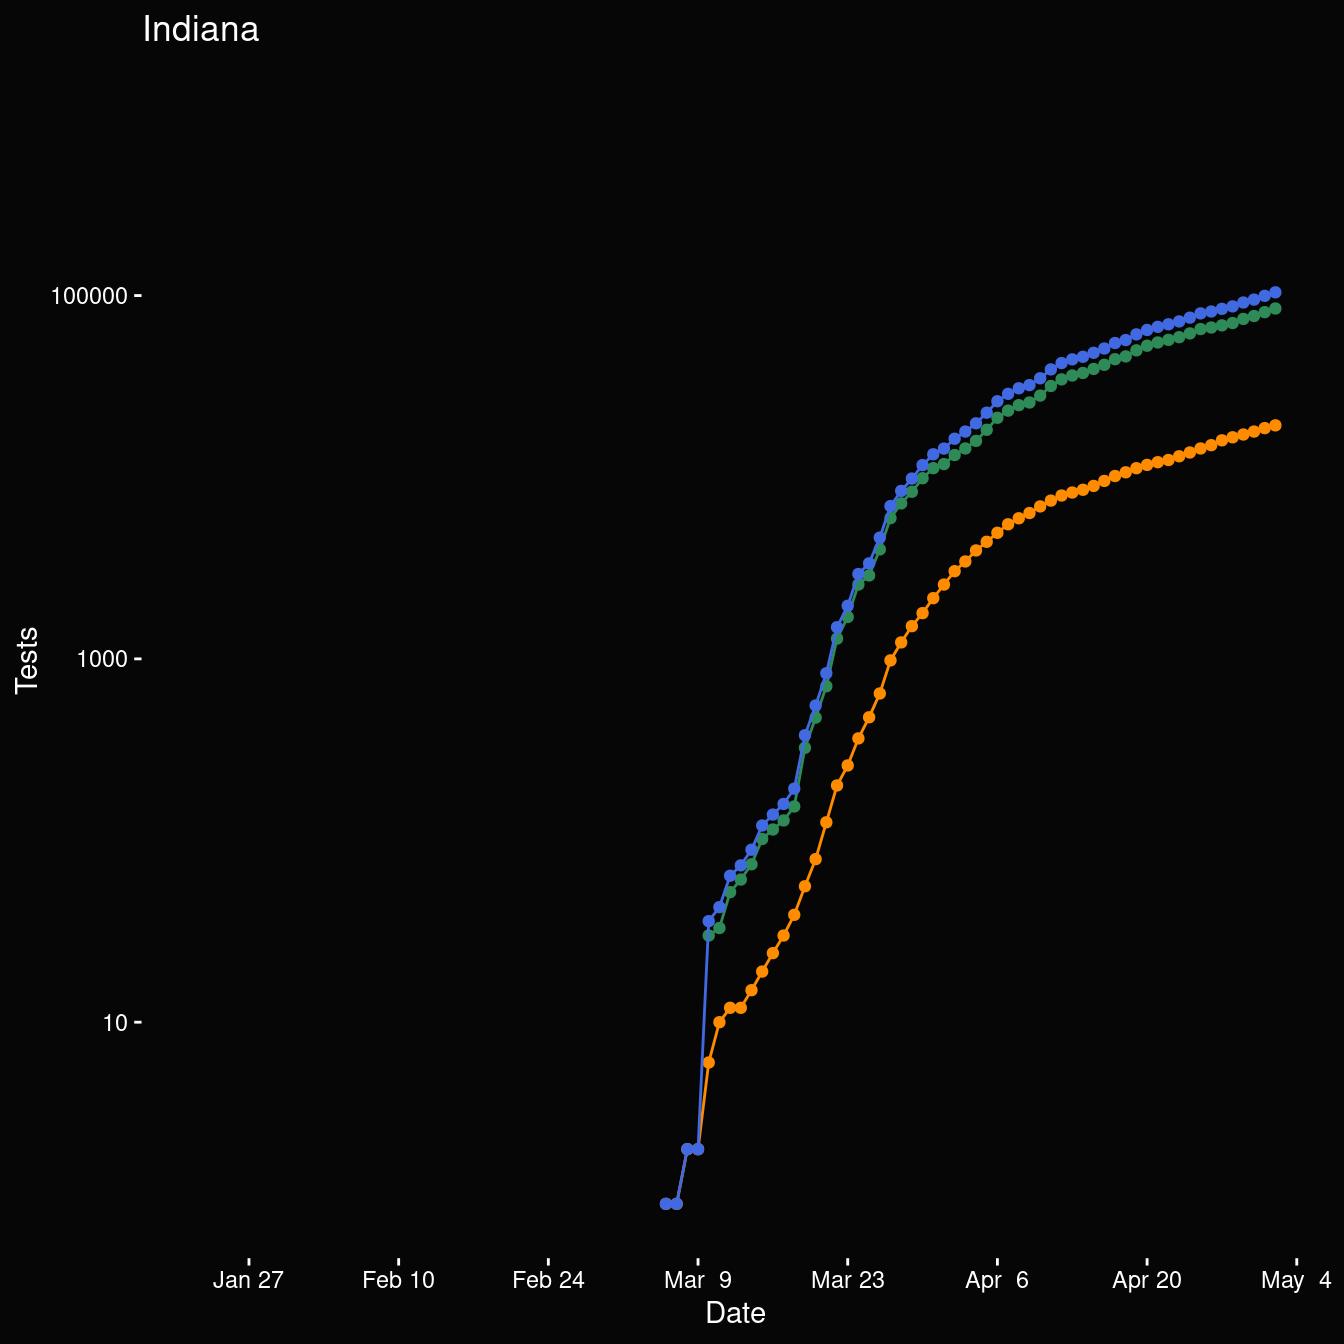 Indiana
100000
1000
10
Tests
Jan 27
Feb 10
Feb 24
Mar  9
Mar 23
Apr  6
Apr 20
May  4
Date